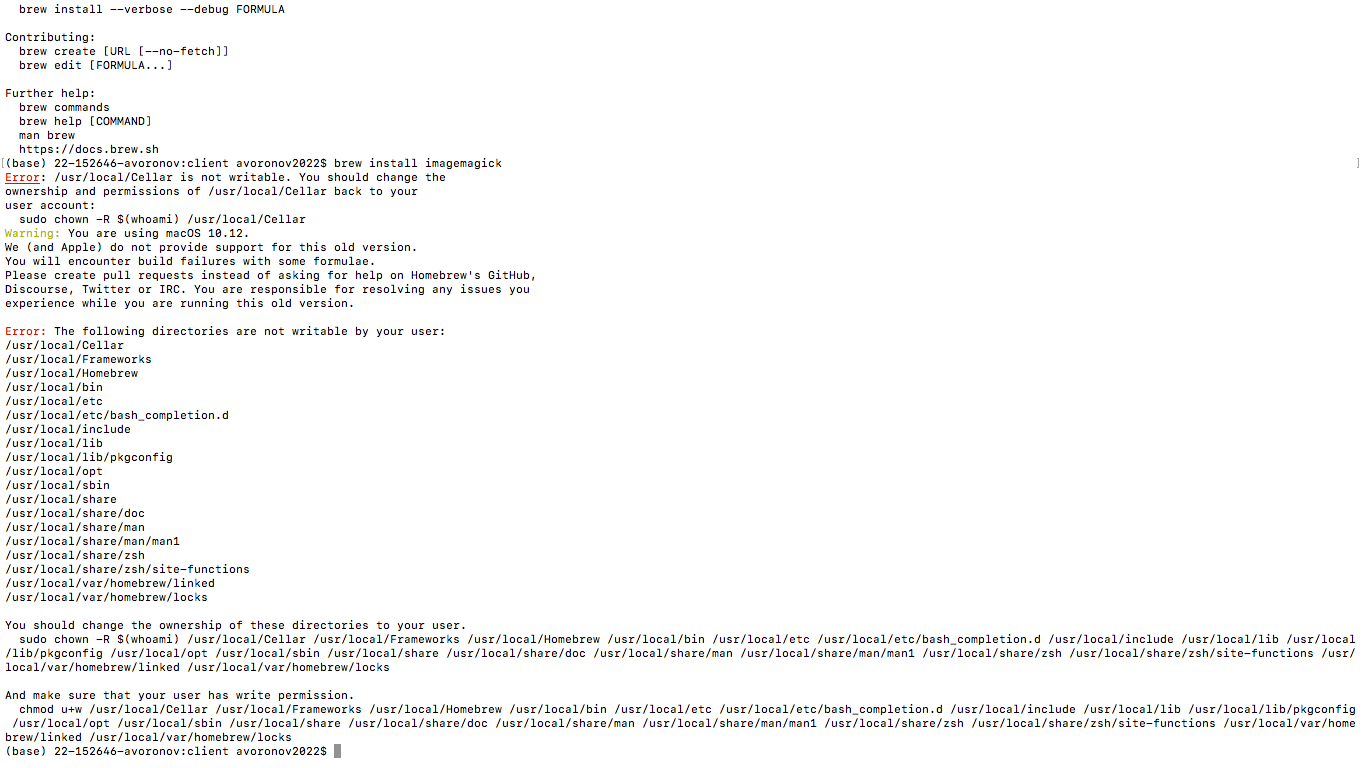 brew install --verbose --debug FORMULA
Contributing:
brew create [URL [--no-fetch]]
brew edit [FORMULA...]
Further help:
brew commands
brew help [COMMAND]
man brew
https://docs.brew.sh
[(base) 22-152646-avoronov:client avoronov2022$ brew install imagemagick ]
Error: /usr/local/Cellar is not writable. You should change the
ownership and permissions of /usr/local/Cellar back to your
user account:
sudo chown -R $(whoami) /usr/local/Cellar
Warning: You are using macOS 10.12.
We (and Apple) do not provide support for this old version.
You will encounter build failures with some formulae.
Please create pull requests instead of asking for help on Homebrew's GitHub,
Discourse, Twitter or IRC. You are responsible for resolving any issues you
experience while you are running this old version.
Error: The following directories are not writable by your user:
/usr/local/Cellar
/usr/local/Frameworks
/usr/local/Homebrew
/usr/local/bin
/usr/local/etc
/usr/local/etc/bash_completion.d
/usr/local/include
/usr/local/lib
/usr/local/lib/pkgconfig
/usr/local/opt
/usr/local/sbin
/usr/local/share
/usr/local/share/doc
/usr/local/share/man
/usr/local/share/man/man1
/usr/local/share/zsh
/usr/local/share/zsh/site-functions
/usr/local/var/homebrew/linked
/usr/local/var/homebrew/locks
You should change the ownership of these directories to your user.
sudo chown -R $(whoami) /usr/local/Cellar /usr/local/Frameworks /usr/local/Homebrew /usr/local/bin /usr/local/etc /usr/local/etc/bash_completion.d /usr/local/include /usr/local/lib /usr/local
/lib/pkgconfig /usr/local/opt /usr/local/sbin /usr/local/share /usr/local/share/doc /usr/local/share/man /usr/local/share/man/man1 /usr/local/share/zsh /usr/local/share/zsh/site-functions /usr/
local/var/homebrew/linked /usr/local/var/homebrew/locks
And make sure that your user has write permission.
chmod u+w /usr/local/Cellar /usr/local/Frameworks /usr/local/Homebrew /usr/local/bin /usr/local/etc /usr/local/etc/bash_completion.d /usr/local/include /usr/local/lib /usr/local/lib/pkgconfig
/usr/local/opt /usr/local/sbin /usr/local/share /usr/local/share/doc /usr/local/share/man /usr/local/share/man/man1 /usr/local/share/zsh /usr/local/share/zsh/site-functions /usr/local/var/home
brew/linked /usr/local/var/homebrew/locks
(base) 22-152646-avoronov:client avoronov2022$